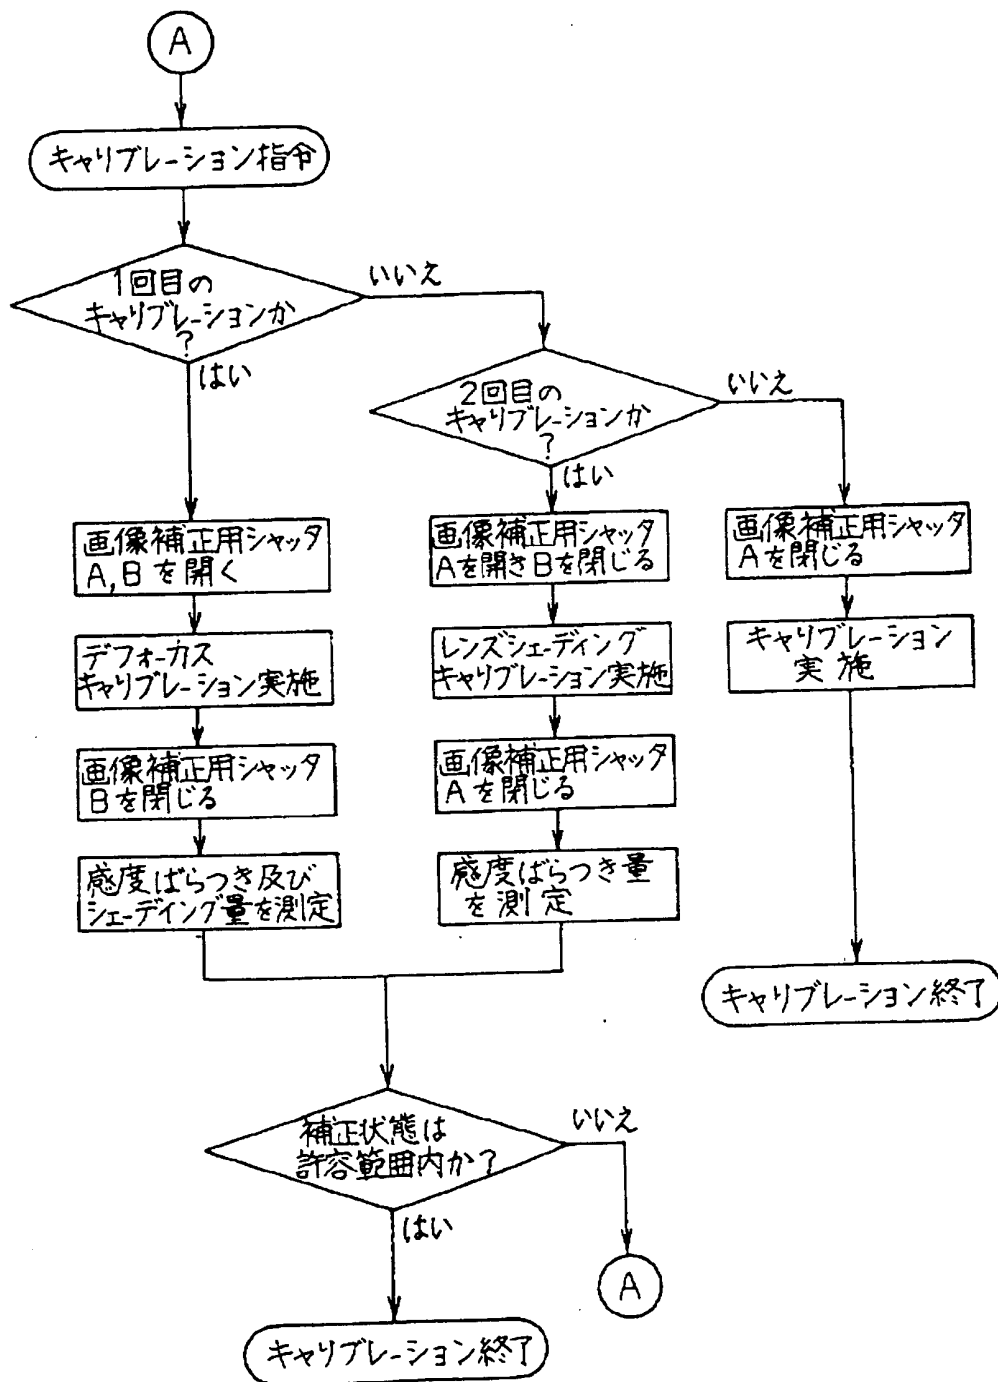 A
キャリブレーション指令
1回目の
キャリブレーションか
?
いいえ
はい
2回目の
キャリブレーションか
?
いいえ
はい
画像補正用シャッタ
A,Bを開く
デフォーカス
キャリブレーション実施
画像補正用シャッタ
Bを閉じる
感度ばらつき及び
シェーディング量を測定
画像補正用シャッタ
Aを開きBを閉じる
レンズシェーディング
キャリブレーション実施
画像補正用シャッタ
Aを閉じる
感度ばらつき量
を測定
画像補正用シャッタ
Aを閉じる
キャリブレーション
実施
キャリブレーション終了
補正状態は
許容範囲内か?
いいえ
はい
A
キャリブレーション終了